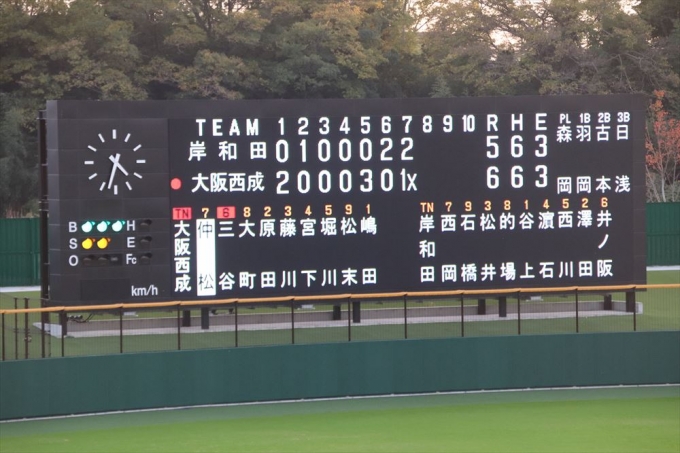 TEAM 1 2 3 4 5 6 7 8 9 10 R H E
岸和田 0 1 0 0 0 2 2 5 6 3
大阪西成 2 0 0 0 3 0 1x 6 6 3
PL 1B 2B 3B
森岡 羽岡 古本 日浅
B H
S E
O Fc
km/h
TN 7 6 8 2 3 4 5 9 1
大阪西成 仲松 三谷 大町 原田 藤川 宮下 堀川 松末 嶋田
TN 7 9 3 8 1 4 5 2 6
岸和田 西岡 石橋 松井 的場 谷上 濵石 西川 澤田 井ノ阪